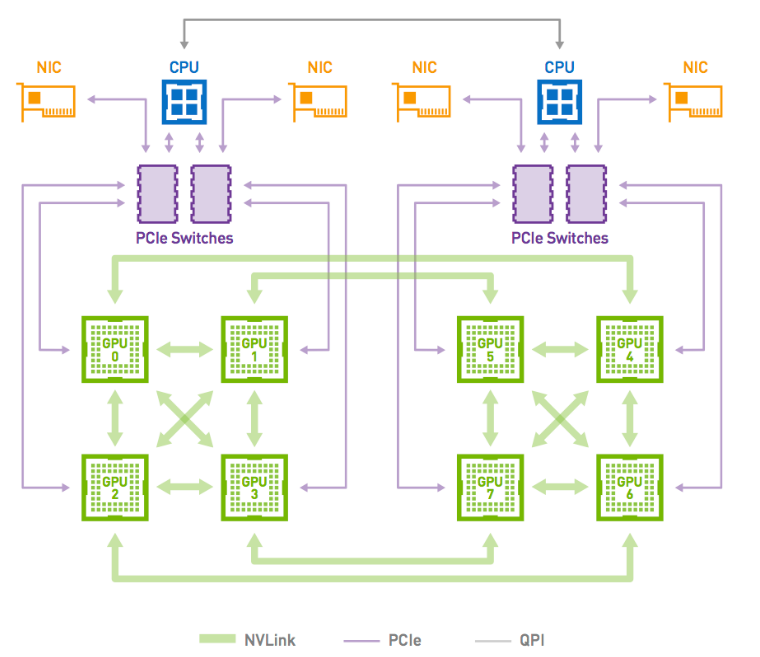 NIC
CPU
NIC
NIC
CPU
NIC
PCIe Switches
PCIe Switches
GPU
0
GPU
1
GPU
5
GPU
4
GPU
2
GPU
3
GPU
7
GPU
6
NVLink
PCIe
QPI